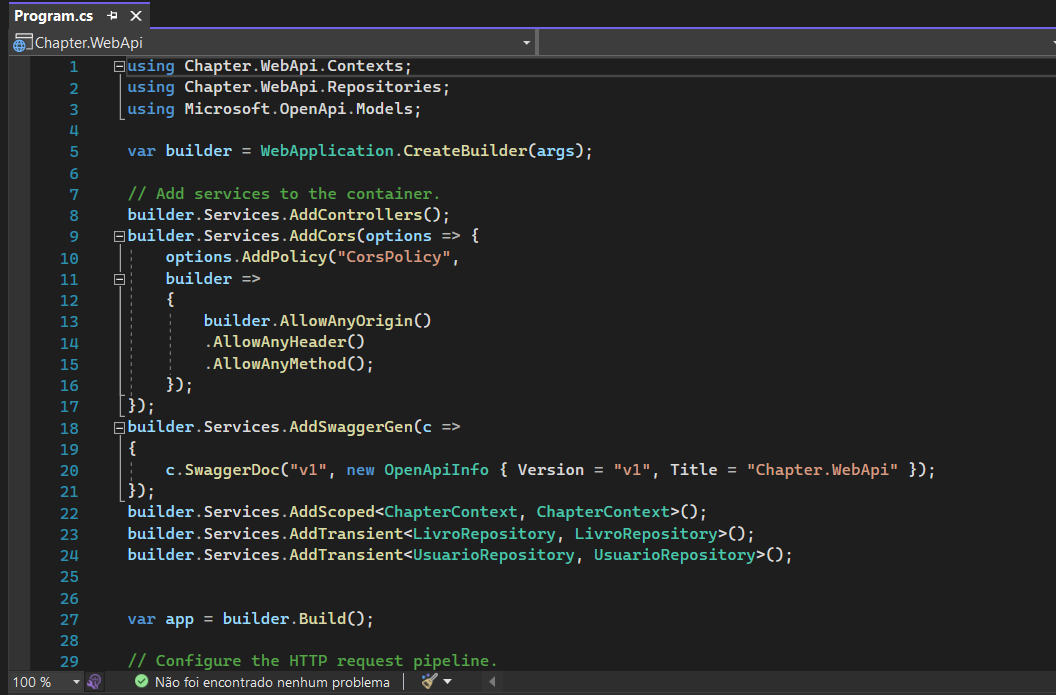 Program.cs
Chapter.WebApi
1 using Chapter.WebApi.Contexts;
2 using Chapter.WebApi.Repositories;
3 using Microsoft.OpenApi.Models;
4
5 var builder = WebApplication.CreateBuilder(args);
6
7 // Add services to the container.
8 builder.Services.AddControllers();
9 builder.Services.AddCors(options => {
10     options.AddPolicy("CorsPolicy",
11     builder =>
12     {
13         builder.AllowAnyOrigin()
14         .AllowAnyHeader()
15         .AllowAnyMethod();
16     });
17 });
18 builder.Services.AddSwaggerGen(c =>
19 {
20     c.SwaggerDoc("v1", new OpenApiInfo { Version = "v1", Title = "Chapter.WebApi" });
21 });
22 builder.Services.AddScoped<ChapterContext, ChapterContext>();
23 builder.Services.AddTransient<LivroRepository, LivroRepository>();
24 builder.Services.AddTransient<UsuarioRepository, UsuarioRepository>();
25
26
27 var app = builder.Build();
28
29 // Configure the HTTP request pipeline.
100 % Não foi encontrado nenhum problema